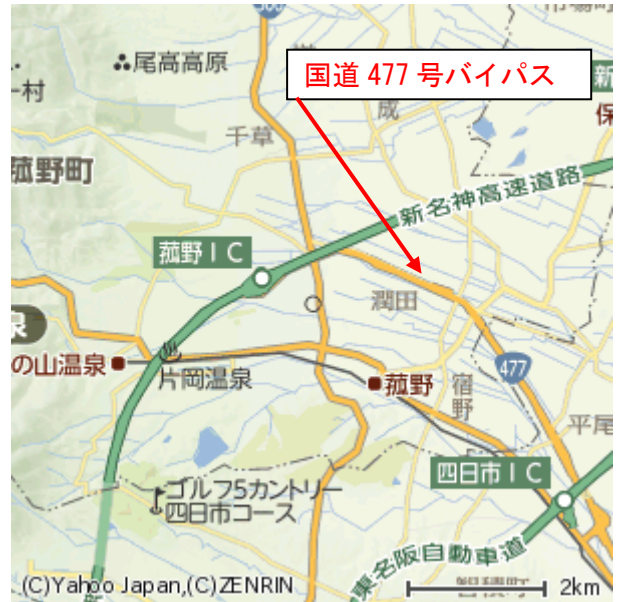 306
尾高高原
村
国道 477 号バイパス
新
保
成
千草
菰野町
新名神高速道路
菰野IC
潤田
泉
の山温泉
片岡温泉
菰野
宿野
477
平尾
四日市IC
ゴルフ5カントリー
四日市コース
東名阪自動車道
(C)Yahoo Japan,(C)ZENRIN
2km